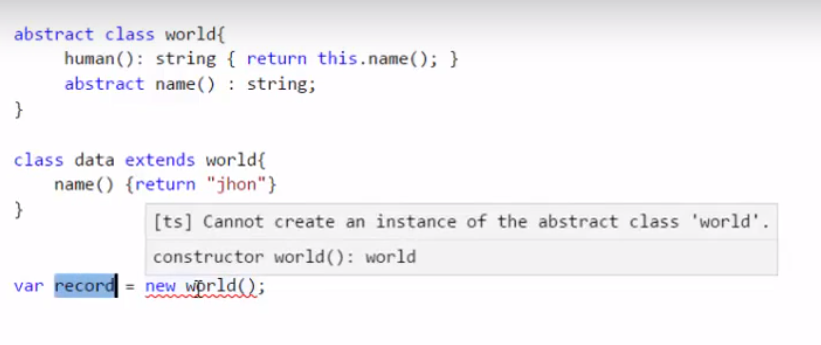 abstract class world{
human(): string { return this.name(); }
abstract name() : string;
}
class data extends world{
name() {return "jhon"}
}
[ts] Cannot create an instance of the abstract class 'world'.
constructor world(): world
var record = new world();